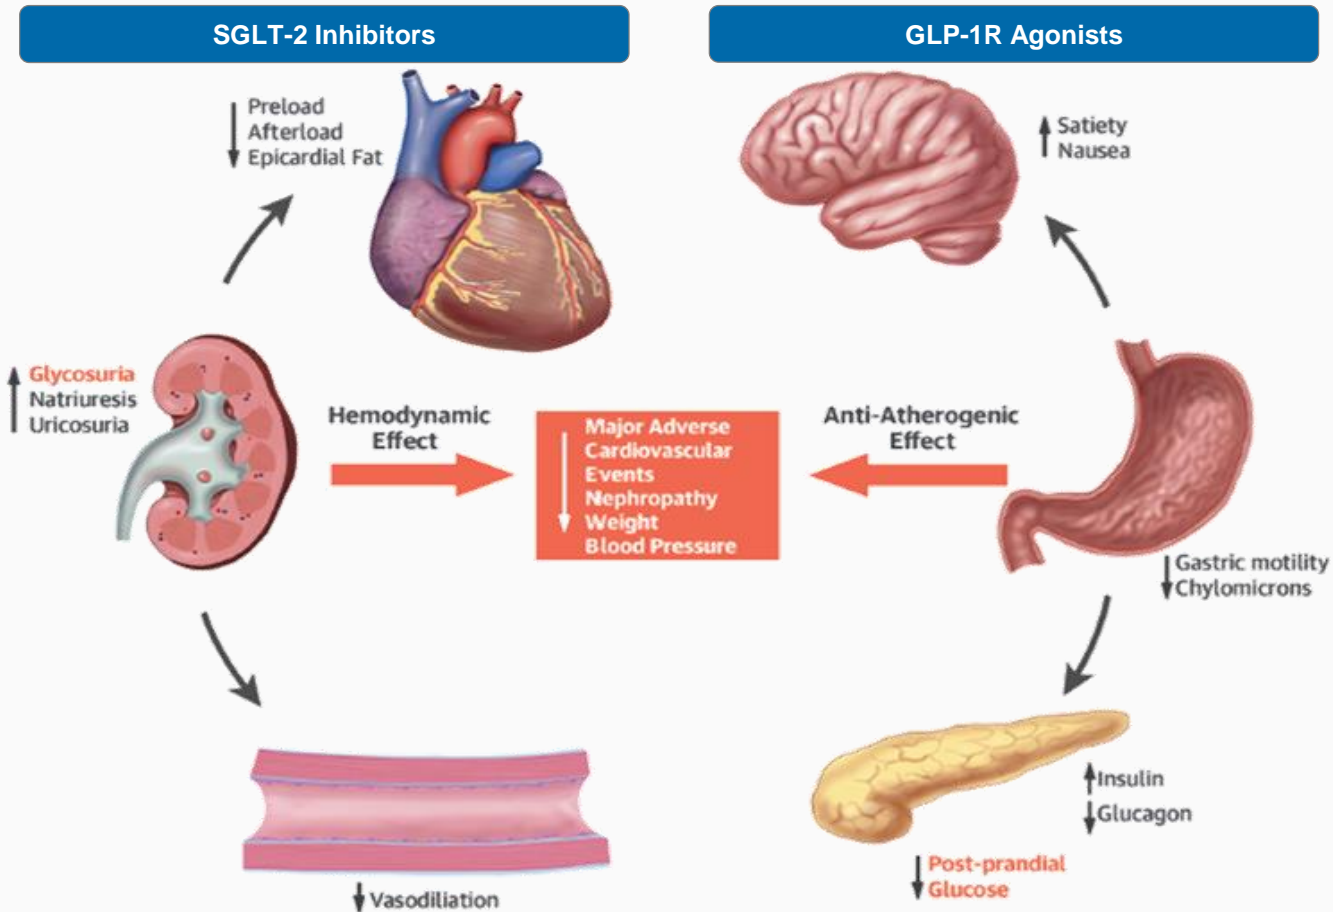 SGLT-2 Inhibitors
GLP-1R Agonists
Preload
Afterload
Epicardial Fat
Satiety
Nausea
Glycosuria
Natriuresis
Uricosuria
Hemodynamic
Effect
Major Adverse
Cardiovascular
Events
Nephropathy
Weight
Blood Pressure
Anti-Atherogenic
Effect
Gastric motility
Chylomicrons
Vasodiliation
Insulin
Glucagon
Post-prandial
Glucose